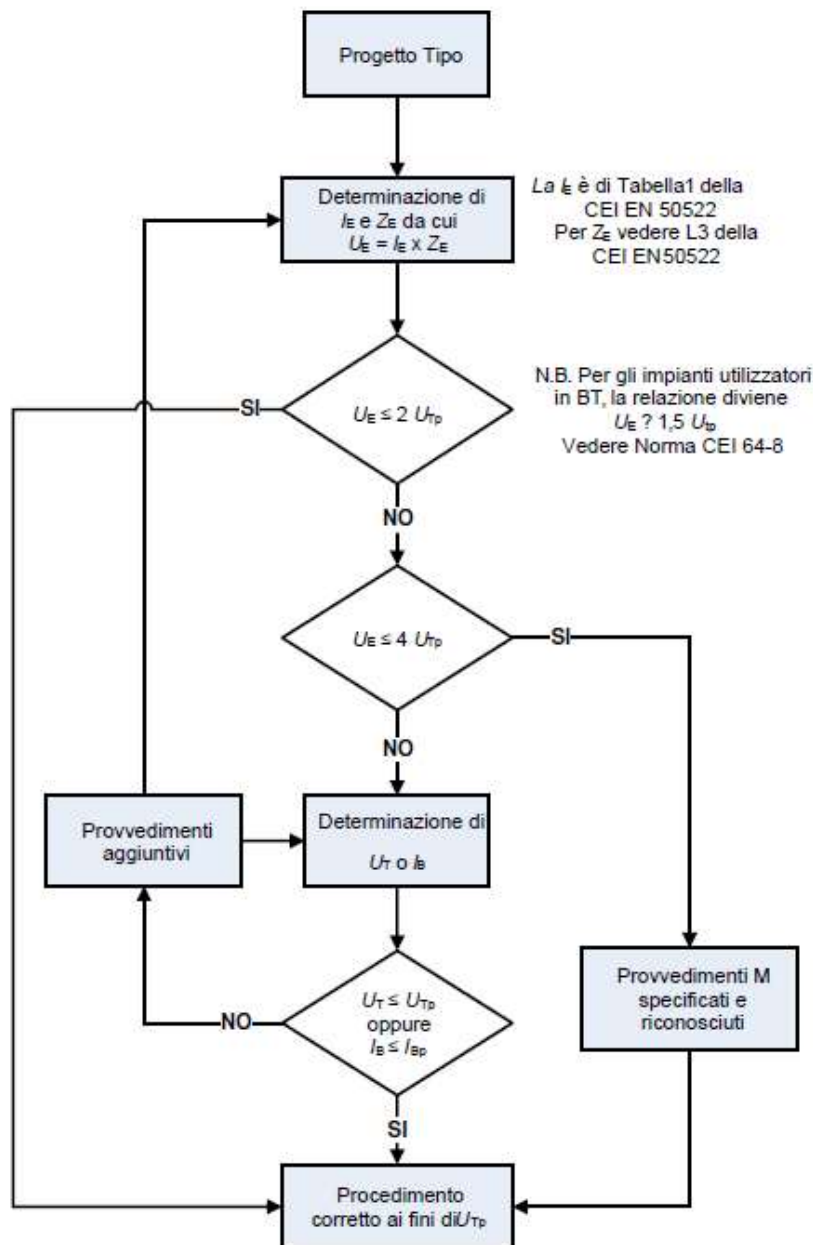 Progetto Tipo
Determinazione di
IE e ZE da cui
UE = IE x ZE
La IE è di Tabella1 della
CEI EN 50522
Per ZE vedere L3 della
CEI EN50522
UE ≤ 2 UTp
SI
N.B. Per gli impianti utilizzatori
in BT, la relazione diviene
UE ? 1,5 Utp
Vedere Norma CEI 64-8
NO
UE ≤ 4 UTp
SI
NO
Provvedimenti
aggiuntivi
Determinazione di
UT o IB
UT ≤ UTp
oppure
IB ≤ IBp
NO
SI
Provvedimenti M
specificati e
riconosciuti
Procedimento
corretto ai fini diUTp